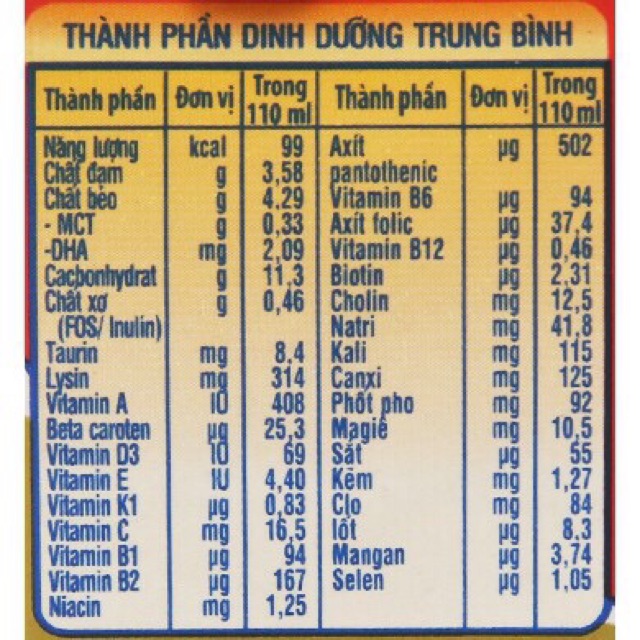 THÀNH PHẦN DINH DƯỠNG TRUNG BÌNH
Thành phần Đơn vị Trong 110 ml
Năng lượng kcal 99
Chất đạm g 3,58
Chất béo g 4,29
- MCT g 0,33
-DHA mg 2,09
Cacbonhydrat g 11,3
Chất xơ g 0,46
(FOS/ Inulin)
Taurin mg 8,4
Lysin mg 314
Vitamin A IU 408
Beta caroten µg 25,3
Vitamin D3 IU 69
Vitamin E IU 4,40
Vitamin K1 µg 0,83
Vitamin C mg 16,5
Vitamin B1 µg 94
Vitamin B2 µg 167
Niacin mg 1,25
Thành phần Đơn vị Trong 110 ml
Axít µg 502
pantothenic
Vitamin B6 µg 94
Axít folic µg 37,4
Vitamin B12 µg 0,46
Biotin µg 2,31
Cholin mg 12,5
Natri mg 41,8
Kali mg 115
Canxi mg 125
Phốt pho mg 92
Magiê mg 10,5
Sắt µg 55
Kẽm mg 1,27
Clo mg 84
Iốt µg 8,3
Mangan µg 3,74
Selen µg 1,05